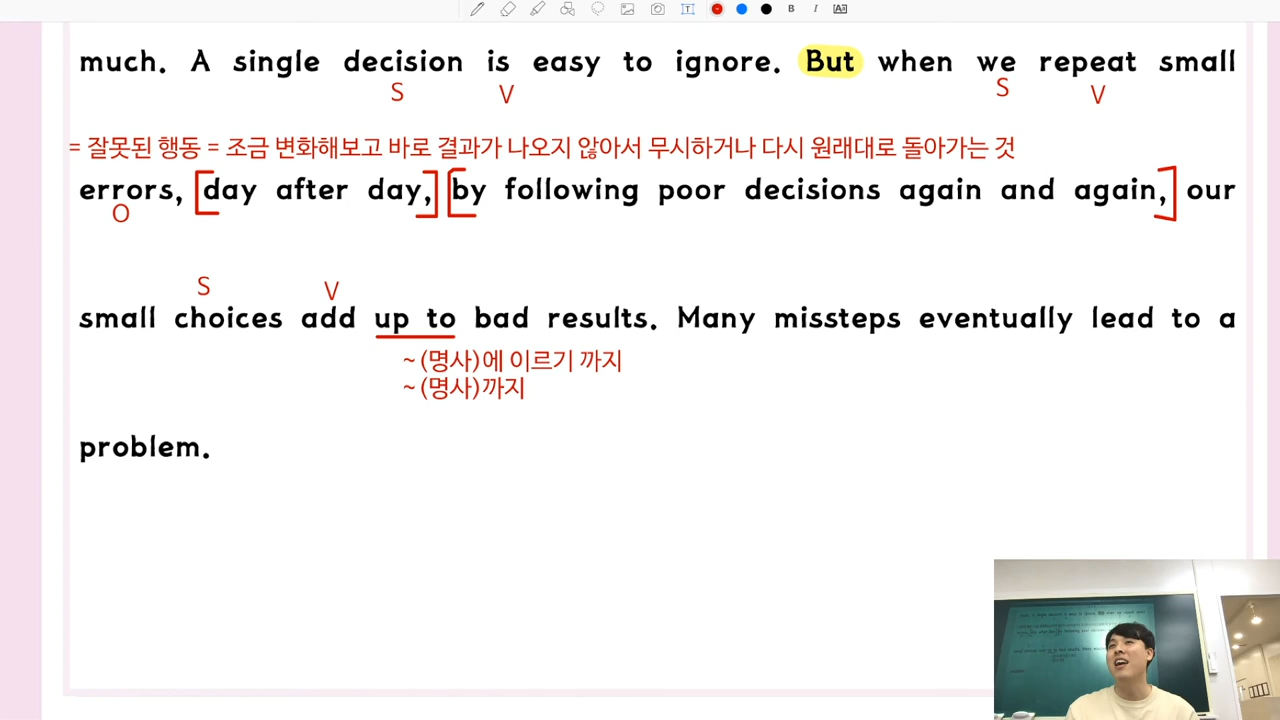 much. A single decision is easy to ignore. But when we repeat small
S V S V
= 잘못된 행동 = 조금 변화해보고 바로 결과가 나오지 않아서 무시하거나 다시 원래대로 돌아가는 것
errors, [day after day,] [by following poor decisions again and again,] our
O
S V
small choices add up to bad results. Many missteps eventually lead to a
~(명사)에 이르기 까지
~(명사)까지
problem.